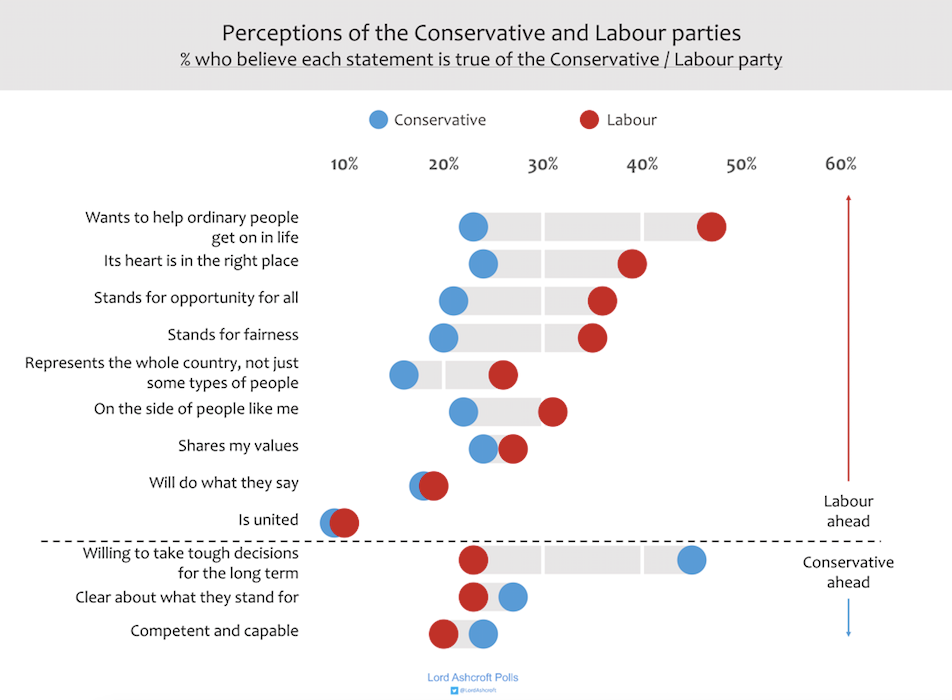 Perceptions of the Conservative and Labour parties
% who believe each statement is true of the Conservative / Labour party
Conservative
Labour
10% 20% 30% 40% 50% 60%
Wants to help ordinary people
get on in life
Its heart is in the right place
Stands for opportunity for all
Stands for fairness
Represents the whole country, not just
some types of people
On the side of people like me
Shares my values
Will do what they say
Is united
Labour
ahead
Willing to take tough decisions
for the long term
Conservative
ahead
Clear about what they stand for
Competent and capable
Lord Ashcroft Polls
@LordAshcroft